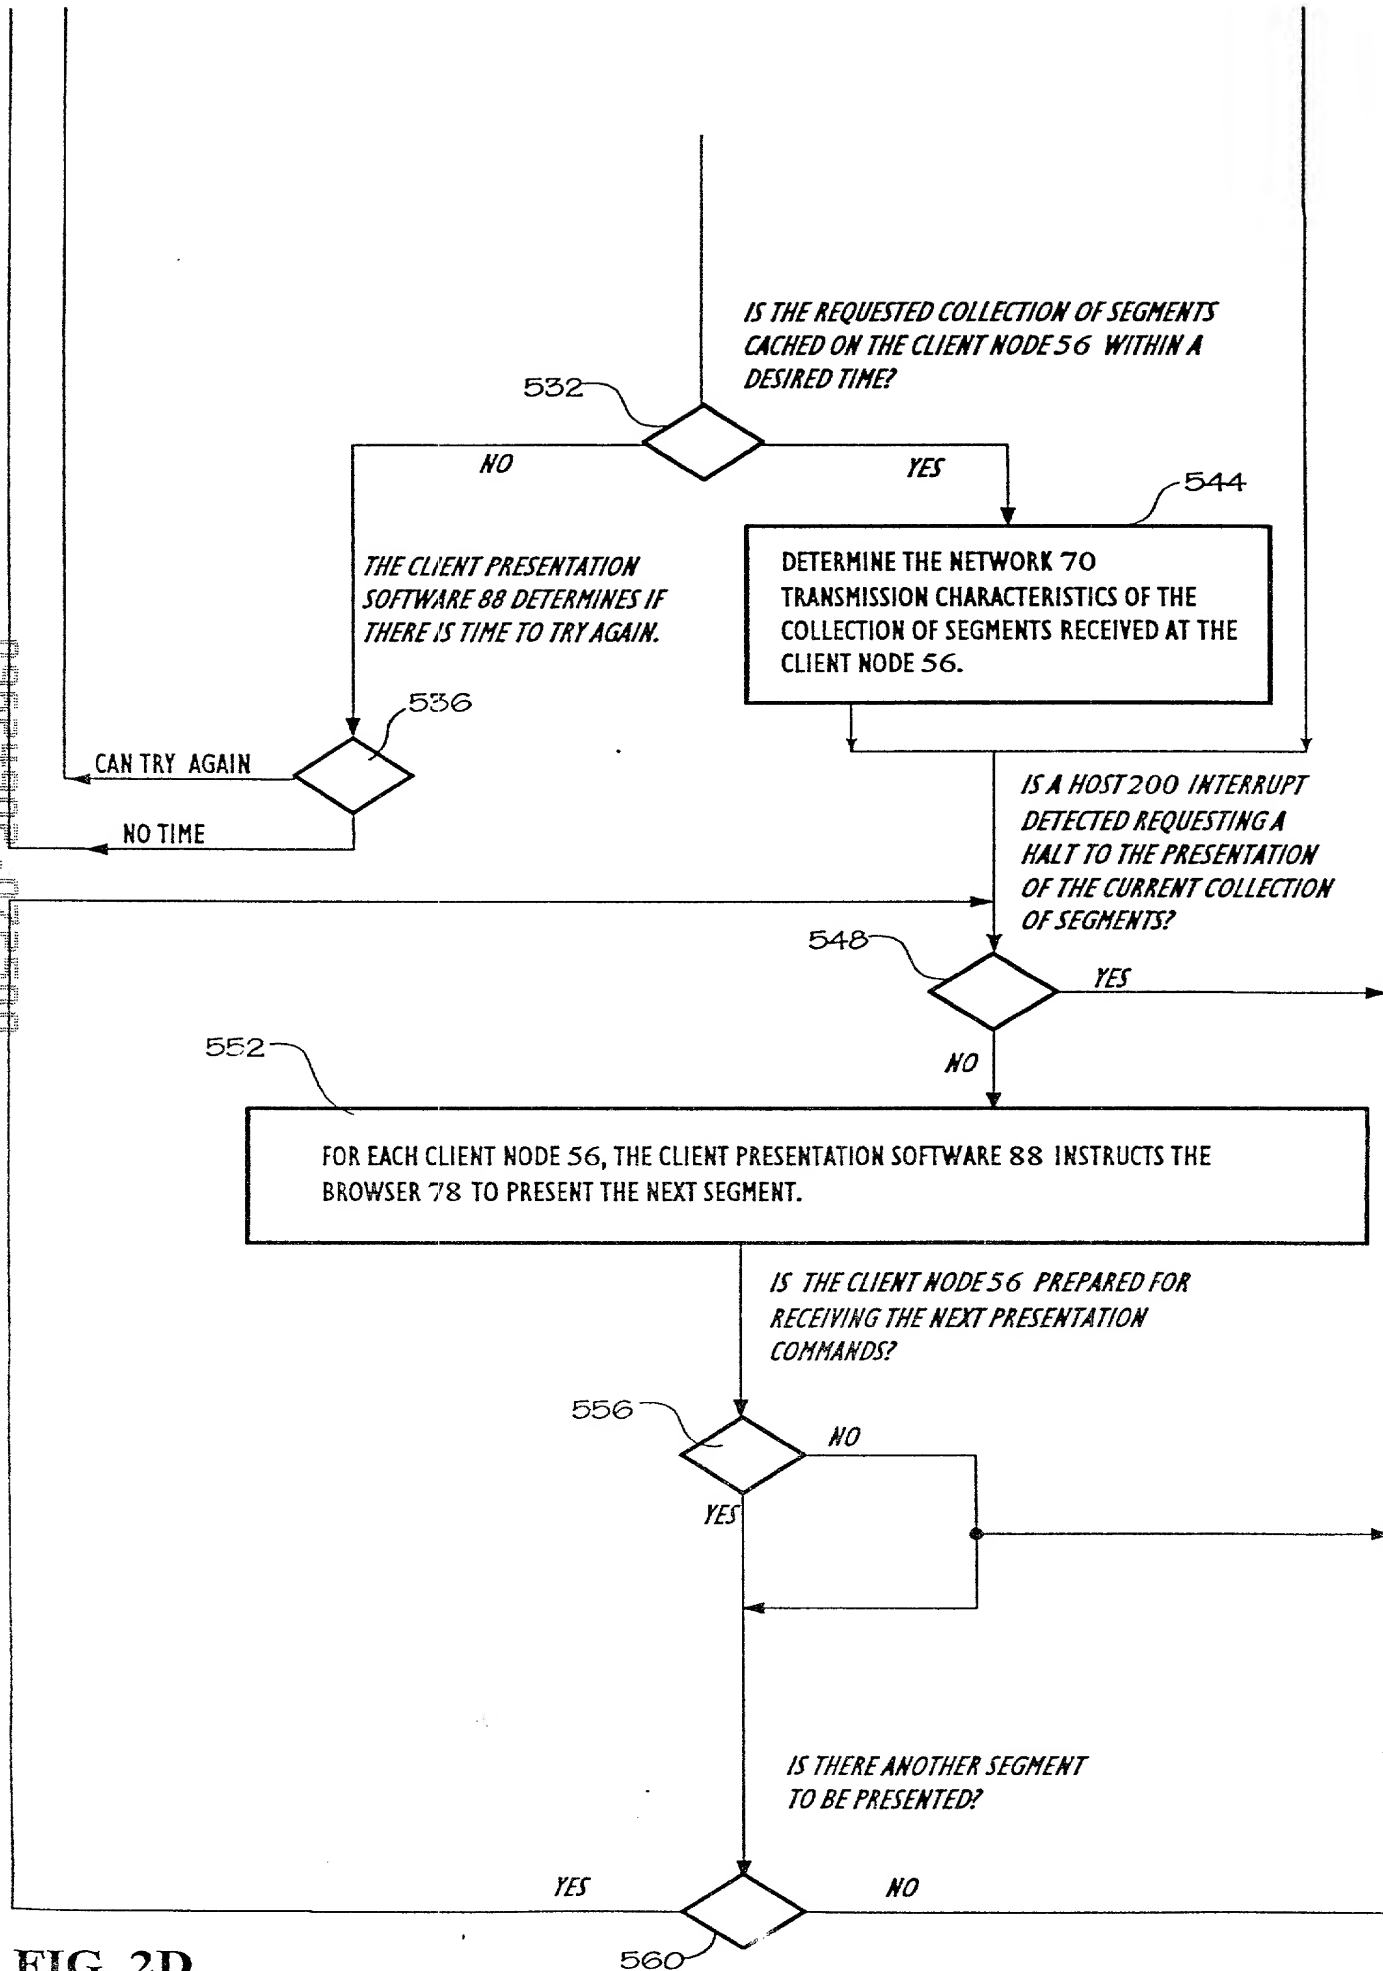 IS THE REQUESTED COLLECTION OF SEGMENTS
CACHED ON THE CLIENT NODE 56 WITHIN A
DESIRED TIME?
532
NO
YES
544
THE CLIENT PRESENTATION
SOFTWARE 88 DETERMINES IF
THERE IS TIME TO TRY AGAIN.
DETERMINE THE NETWORK 70
TRANSMISSION CHARACTERISTICS OF THE
COLLECTION OF SEGMENTS RECEIVED AT THE
CLIENT NODE 56.
536
CAN TRY AGAIN
NO TIME
IS A HOST 200 INTERRUPT
DETECTED REQUESTING A
HALT TO THE PRESENTATION
OF THE CURRENT COLLECTION
OF SEGMENTS?
548
YES
NO
552
FOR EACH CLIENT NODE 56, THE CLIENT PRESENTATION SOFTWARE 88 INSTRUCTS THE
BROWSER 78 TO PRESENT THE NEXT SEGMENT.
IS THE CLIENT NODE 56 PREPARED FOR
RECEIVING THE NEXT PRESENTATION
COMMANDS?
556
NO
YES
IS THERE ANOTHER SEGMENT
TO BE PRESENTED?
YES
NO
560
FIG. 2D